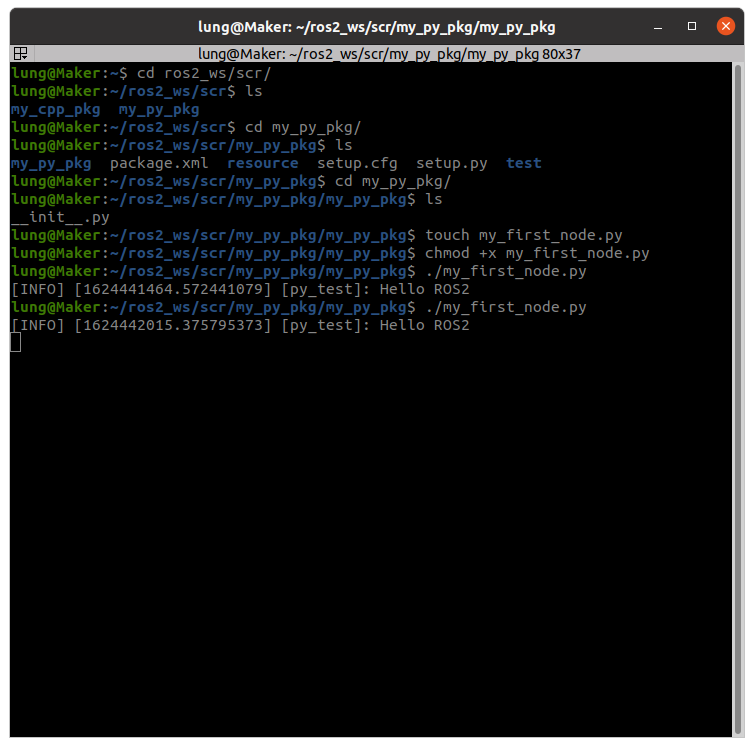 lung@Maker: ~/ros2_ws/scr/my_py_pkg/my_py_pkg
lung@Maker: ~/ros2_ws/scr/my_py_pkg/my_py_pkg 80x37
lung@Maker:~$ cd ros2_ws/scr/
lung@Maker:~/ros2_ws/scr$ ls
my_cpp_pkg  my_py_pkg
lung@Maker:~/ros2_ws/scr$ cd my_py_pkg/
lung@Maker:~/ros2_ws/scr/my_py_pkg$ ls
my_py_pkg  package.xml  resource  setup.cfg  setup.py  test
lung@Maker:~/ros2_ws/scr/my_py_pkg$ cd my_py_pkg/
lung@Maker:~/ros2_ws/scr/my_py_pkg/my_py_pkg$ ls
__init__.py
lung@Maker:~/ros2_ws/scr/my_py_pkg/my_py_pkg$ touch my_first_node.py
lung@Maker:~/ros2_ws/scr/my_py_pkg/my_py_pkg$ chmod +x my_first_node.py
lung@Maker:~/ros2_ws/scr/my_py_pkg/my_py_pkg$ ./my_first_node.py
[INFO] [1624441464.572441079] [py_test]: Hello ROS2
lung@Maker:~/ros2_ws/scr/my_py_pkg/my_py_pkg$ ./my_first_node.py
[INFO] [1624442015.375795373] [py_test]: Hello ROS2